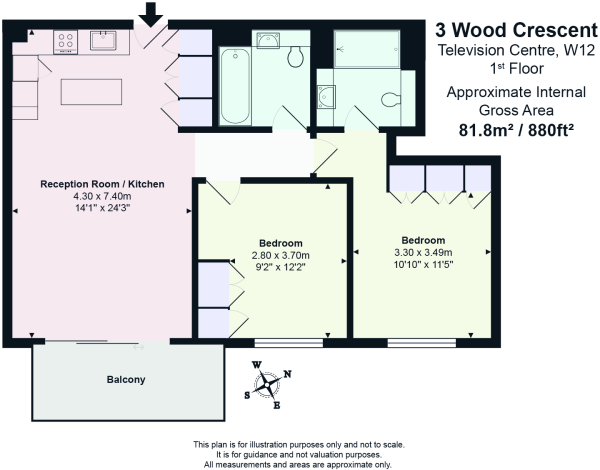 3 Wood Crescent
Television Centre, W12
1st Floor
Approximate Internal
Gross Area
81.8m² / 880ft²
Reception Room / Kitchen
4.30 x 7.40m
14'1" x 24'3"
Bedroom
2.80 x 3.70m
9'2" x 12'2"
Bedroom
3.30 x 3.49m
10'10" x 11'5"
Balcony
W
N
S
E
This plan is for illustration purposes only and not to scale.
It is for guidance and not valuation purposes.
All measurements and areas are approximate only.